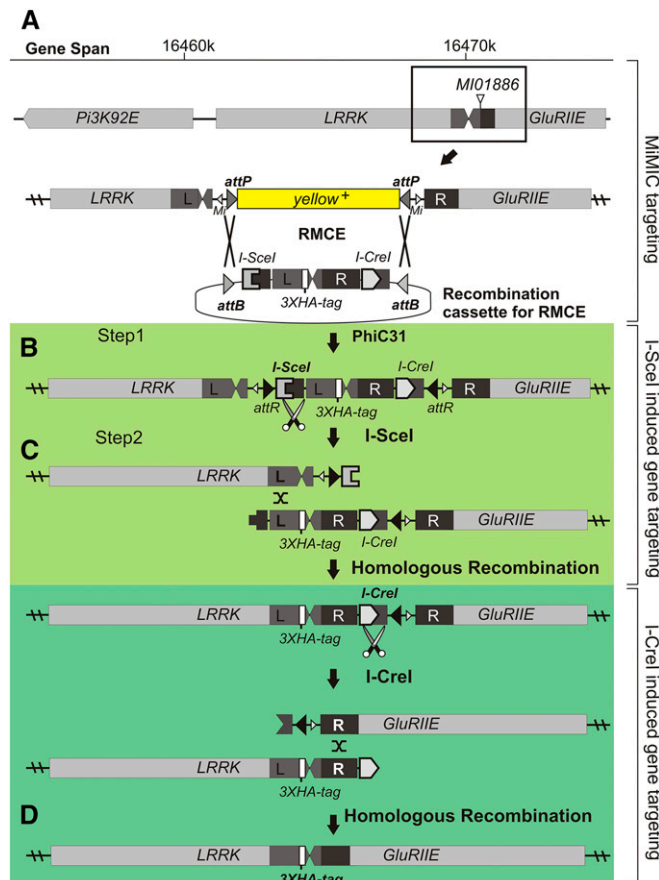 A
Gene Span 16460k 16470k
MI01886
Pi3K92E LRRK GluRIIE
attP attP
LRRK L yellow+ R GluRIIE
Mi Mi
RMCE
I-SceI I-CreI
L R
attB 3XHA-tag attB
Recombination
cassette for RMCE
MiMIC targeting
Step1 PhiC31
B
I-SceI I-CreI
LRRK L L R R GluRIIE
attR 3XHA-tag attR
Step2 I-SceI
C
LRRK L
L R R GluRIIE
3XHA-tag I-CreI
Homologous Recombination
I-SceI induced gene targeting
I-CreI
LRRK L R R GluRIIE
3XHA-tag
I-CreI
R GluRIIE
LRRK L R
3XHA-tag
Homologous Recombination
D
LRRK GluRIIE
3XHA-tag
I-CreI induced gene targeting